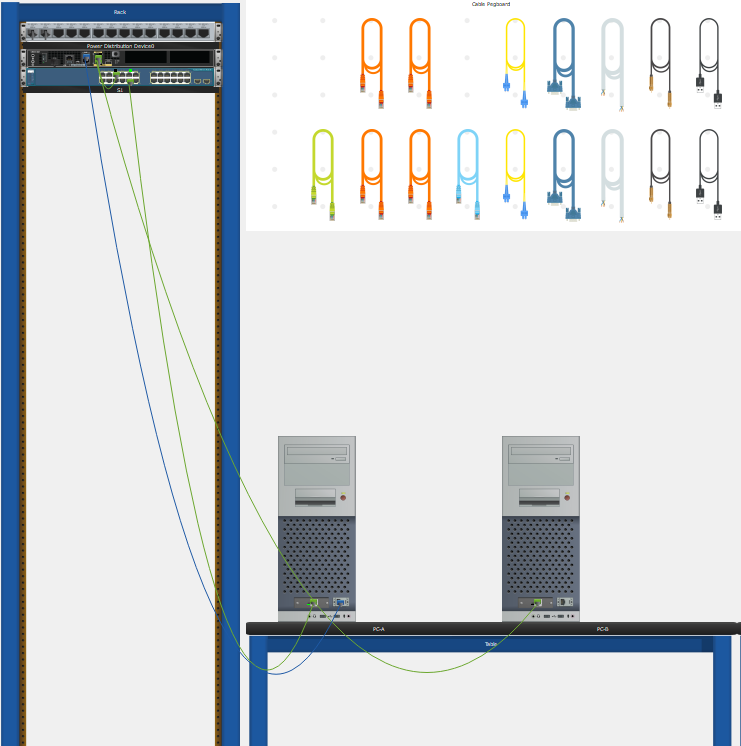 Rack
Cable Pegboard
Power Distribution Device0
S1
PC-A
PC-B
Table